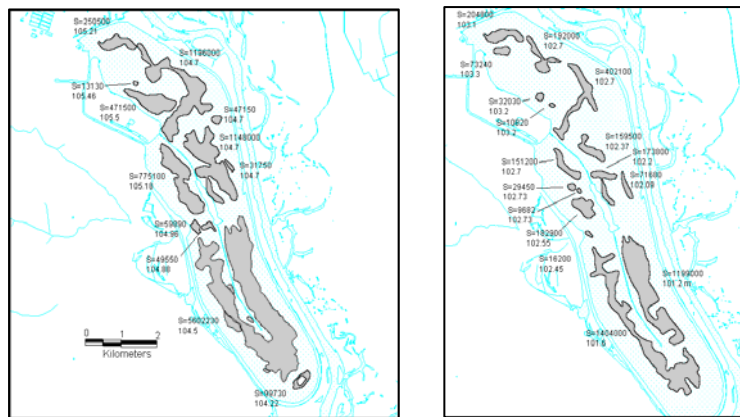 S=250500
105.21
S=1196000
104.7
S=13130
105.46
S=471500
105.5
S=47150
104.7
S=1148000
104.7
S=31750
104.7
S=775100
105.18
S=59890
104.96
S=49550
104.88
S=5602230
104.5
S=99730
104.22
0 1 2
Kilometers
S=204800
103.1
S=192000
102.7
S=73240
103.3
S=402100
102.7
S=32030
103.2
S=10820
103.2
S=159500
102.37
S=173800
102.2
S=151200
102.7
S=71680
102.09
S=29450
102.73
S=9682
102.73
S=182900
102.55
S=16200
102.45
S=1199000
101.2 m
S=1404000
101.6